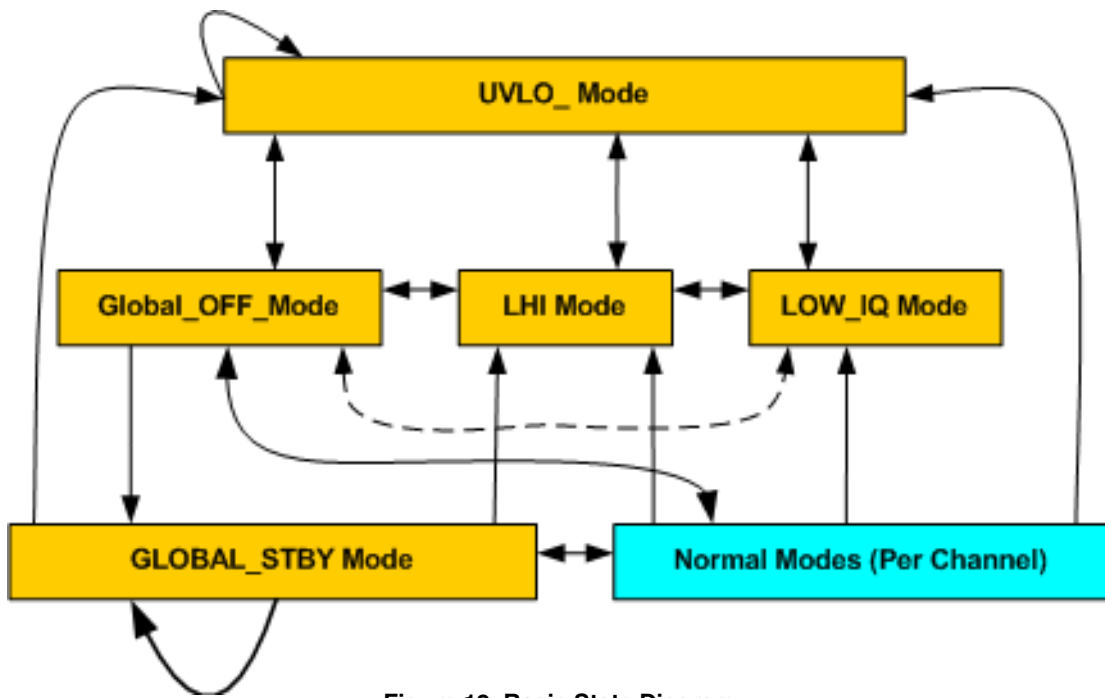 UVLO_ Mode
Global_OFF_Mode
LHI Mode
LOW_IQ Mode
GLOBAL_STBY Mode
Normal Modes (Per Channel)